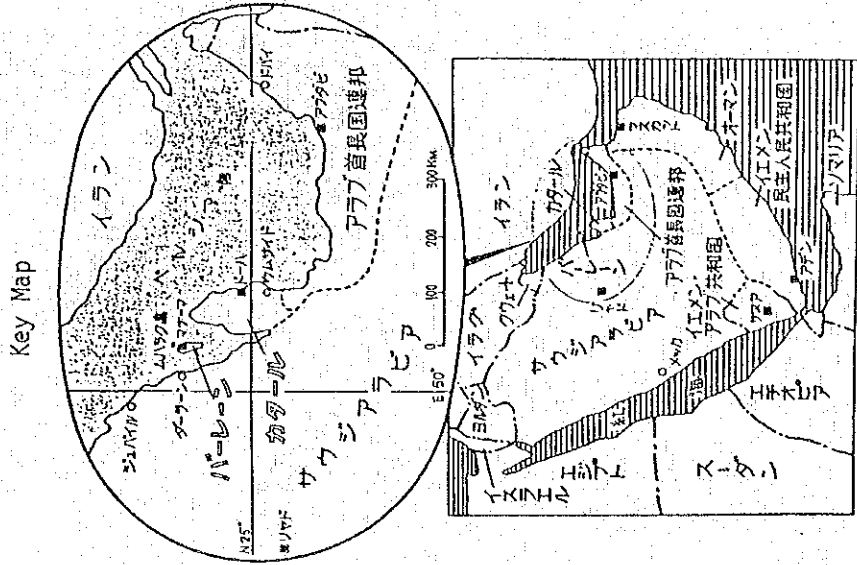 Key Map
イラン
ペルシア湾
ジュバイル
ムハラク島
マナーマ
ダーラン
バーレーン
カタール
ドーハ
ウムサイド
ドバイ
アブダビ
アラブ首長国連邦
サウジアラビア
N25°
E50°
リヤド
0 100 200 300Km
イラン
イラク
クウェート
ヨルダン
イスラエル
エジプト
スーダン
エチオピア
紅海
サウジアラビア
メッカ
リヤド
バーレーン
カタール
アブダビ
アラブ首長国連邦
マスカット
オーマン
イエメン
アラブ共和国
サヌア
アデン
イエメン
民主人民共和国
ソマリア